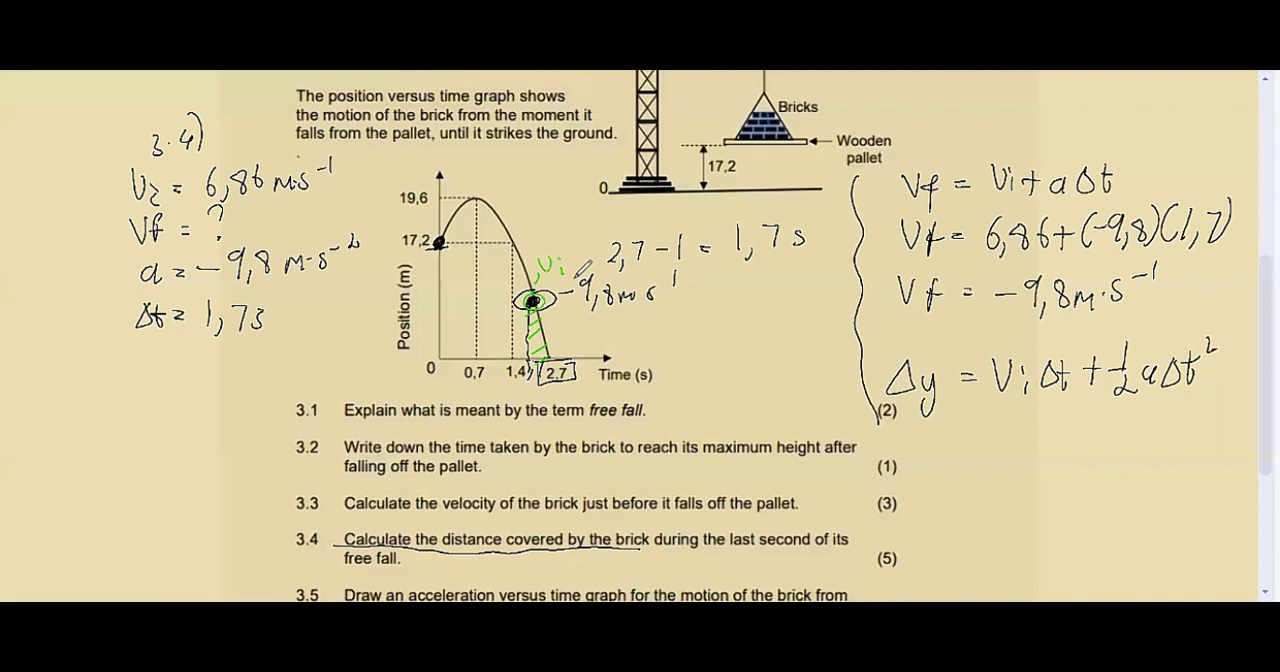 The position versus time graph shows
the motion of the brick from the moment it
falls from the pallet, until it strikes the ground.
Bricks
Wooden
pallet
17,2
0
3.4)
Vi = 6,86 m·s⁻¹
Vf = ?
a = -9,8 m·s⁻²
Δt = 1,7s
19,6
17,2
Position (m)
0
0,7
1,4
1,7
2,7
Time (s)
Vi
-9,8m s⁻¹
2,7 - 1 = 1,7s
Vf = Vi + aΔt
Vf = 6,86 + (-9,8)(1,7)
Vf = -9,8m·s⁻¹
Δy = ViΔt + ½aΔt²
3.1 Explain what is meant by the term free fall. (2)
3.2 Write down the time taken by the brick to reach its maximum height after
falling off the pallet. (1)
3.3 Calculate the velocity of the brick just before it falls off the pallet. (3)
3.4 Calculate the distance covered by the brick during the last second of its
free fall. (5)
3.5 Draw an acceleration versus time graph for the motion of the brick from